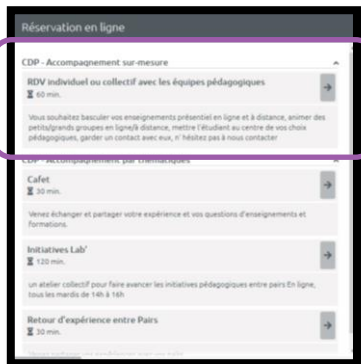 Réservation en ligne
CDP - Accompagnement sur-mesure
RDV individuel ou collectif avec les équipes pédagogiques
60 min.
Vous souhaitez basculer vos enseignements présentiel en ligne et à distance, animer des
petits/grands groupes en ligne/à distance, mettre l'étudiant au centre de vos choix
pédagogiques, garder un contact avec eux, n' hésitez pas à nous contacter
CDP - Accompagnement par thématiques
Cafet
30 min.
Venez échanger et partager votre expérience et vos questions d'enseignements et
formations.
Initiatives Lab'
120 min.
un atelier collectif pour faire avancer les initiatives pédagogiques entre pairs En ligne,
tous les mardis de 14h à 16h
Retour d'expérience entre Pairs
30 min.